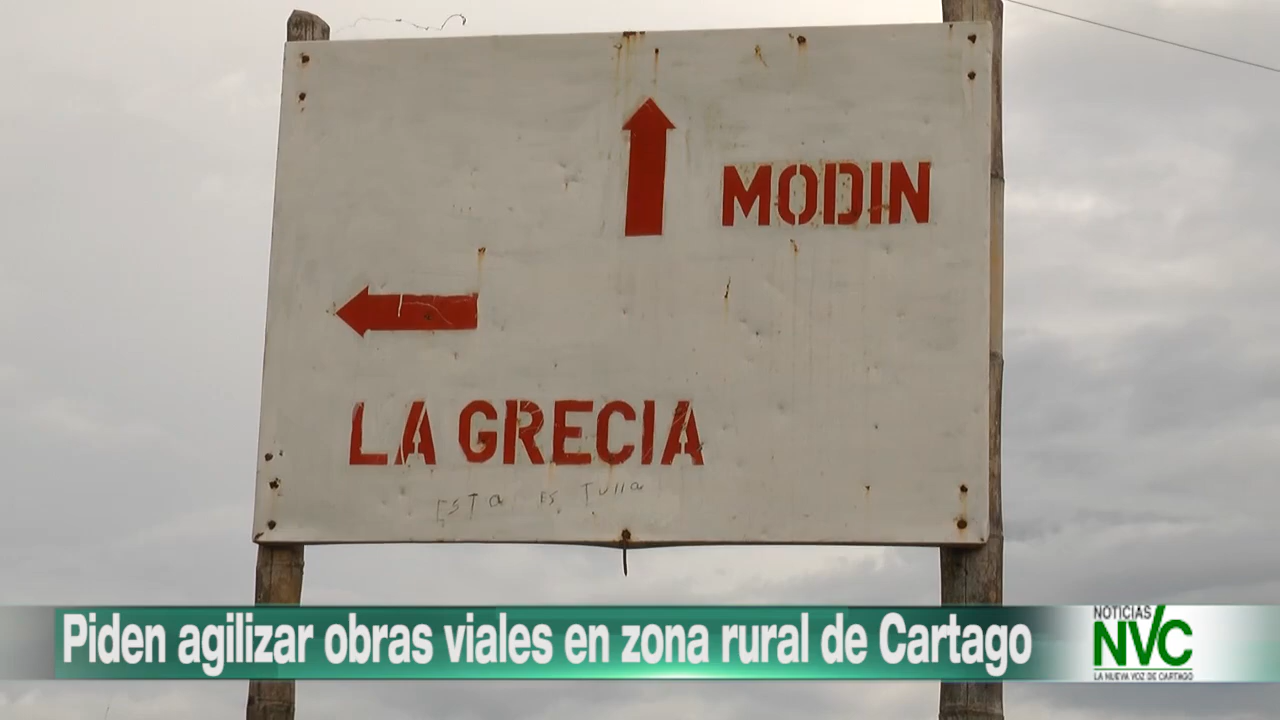 MODIN
LA GRECIA
ESTA ES TUlla
Piden agilizar obras viales en zona rural de Cartago
NOTICIAS
NVC
LA NUEVA VOZ DE CARTAGO